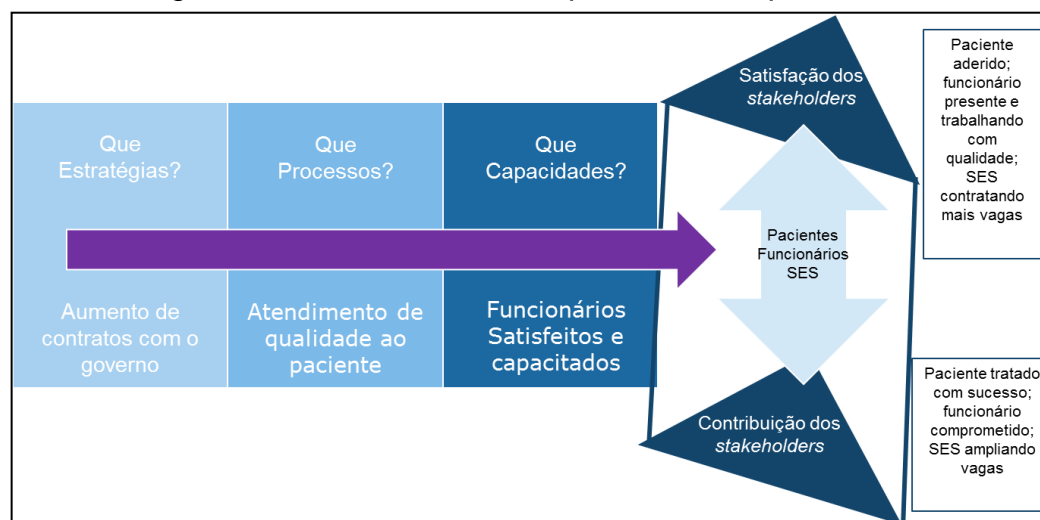 Que
Estratégias?
Aumento de
contratos com o
governo
Que
Processos?
Atendimento de
qualidade ao
paciente
Que
Capacidades?
Funcionários
Satisfeitos e
capacitados
Satisfação dos
stakeholders
Pacientes
Funcionários
SES
Contribuição dos
stakeholders
Paciente
aderido;
funcionário
presente e
trabalhando
com
qualidade;
SES
contratando
mais vagas
Paciente tratado
com sucesso;
funcionário
comprometido;
SES ampliando
vagas